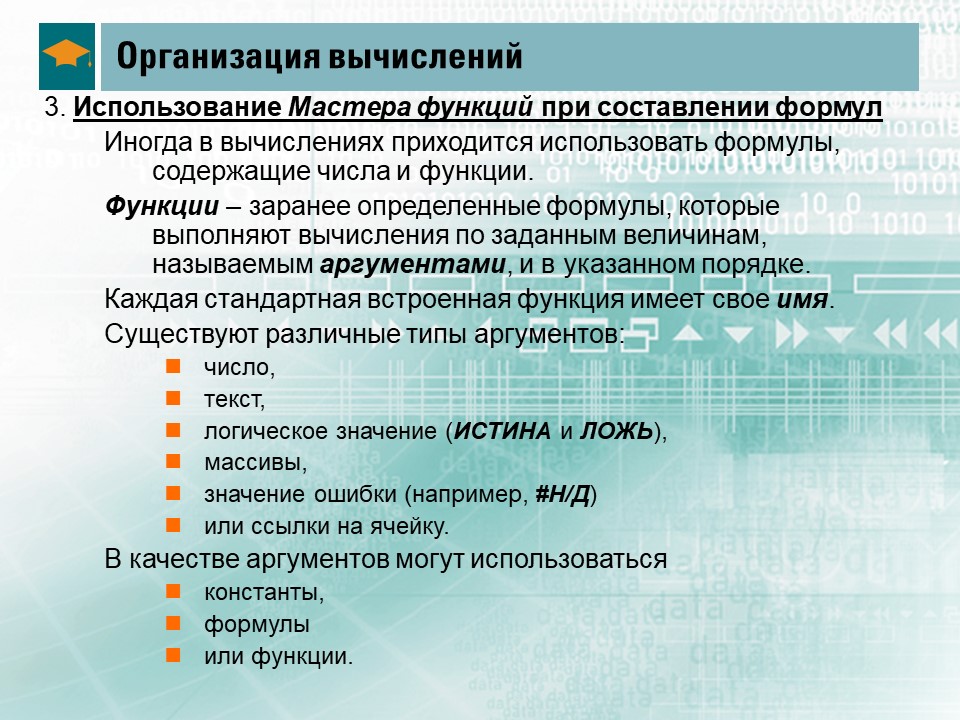 Организация вычислений
3. Использование Мастера функций при составлении формул
Иногда в вычислениях приходится использовать формулы,
содержащие числа и функции.
Функции – заранее определенные формулы, которые
выполняют вычисления по заданным величинам,
называемым аргументами, и в указанном порядке.
Каждая стандартная встроенная функция имеет свое имя.
Существуют различные типы аргументов:
число,
текст,
логическое значение (ИСТИНА и ЛОЖЬ),
массивы,
значение ошибки (например, #Н/Д)
или ссылки на ячейку.
В качестве аргументов могут использоваться
константы,
формулы
или функции.